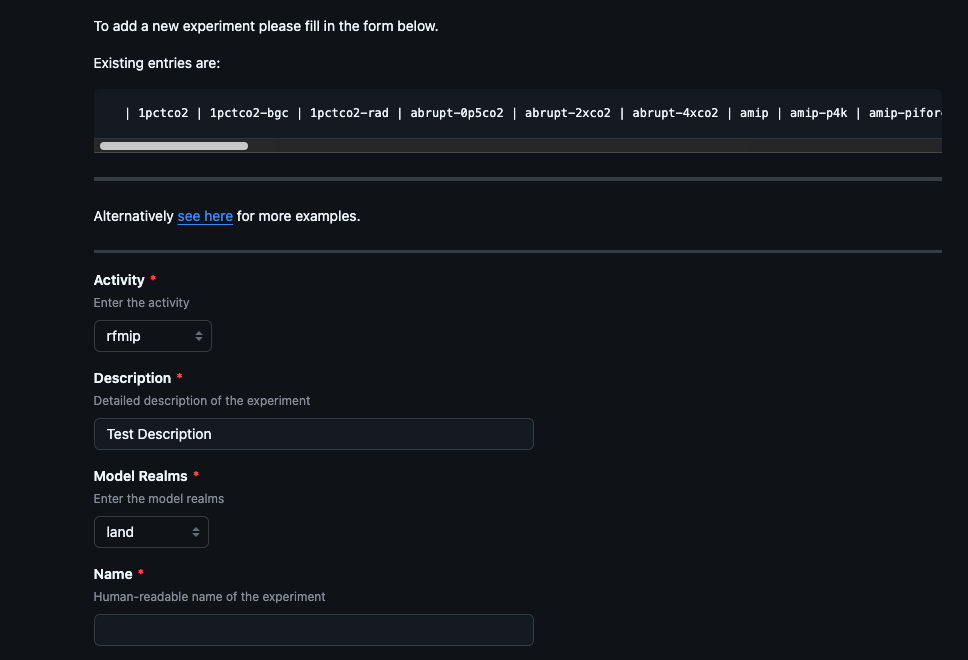 To add a new experiment please fill in the form below.
Existing entries are:
| 1pctco2 | 1pctco2-bgc | 1pctco2-rad | abrupt-0p5co2 | abrupt-2xco2 | abrupt-4xco2 | amip | amip-p4k | amip-pifor
Alternatively see here for more examples.
Activity *
Enter the activity
rfmip
Description *
Detailed description of the experiment
Test Description
Model Realms *
Enter the model realms
land
Name *
Human-readable name of the experiment